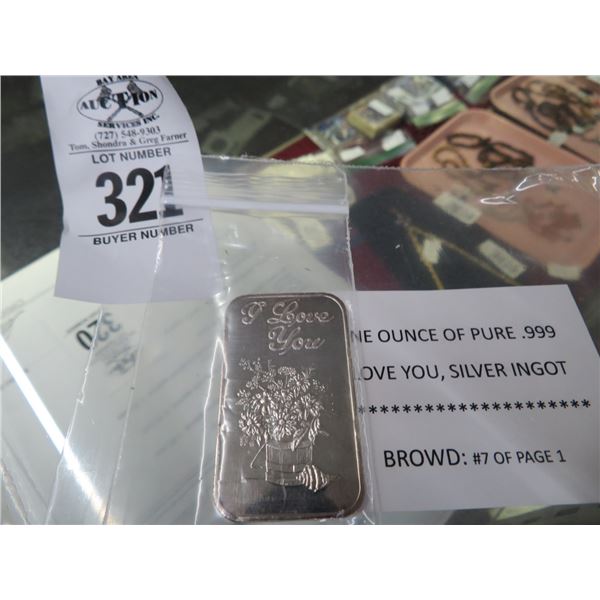 BAY AREA
AUCTION
SERVICES INC.
(727) 548-9303
Tom, Shondra & Greg Farner
LOT NUMBER
321
BUYER NUMBER
320
I Love
You
NE OUNCE OF PURE .999
LOVE YOU, SILVER INGOT
***********************
BROWD: #7 OF PAGE 1